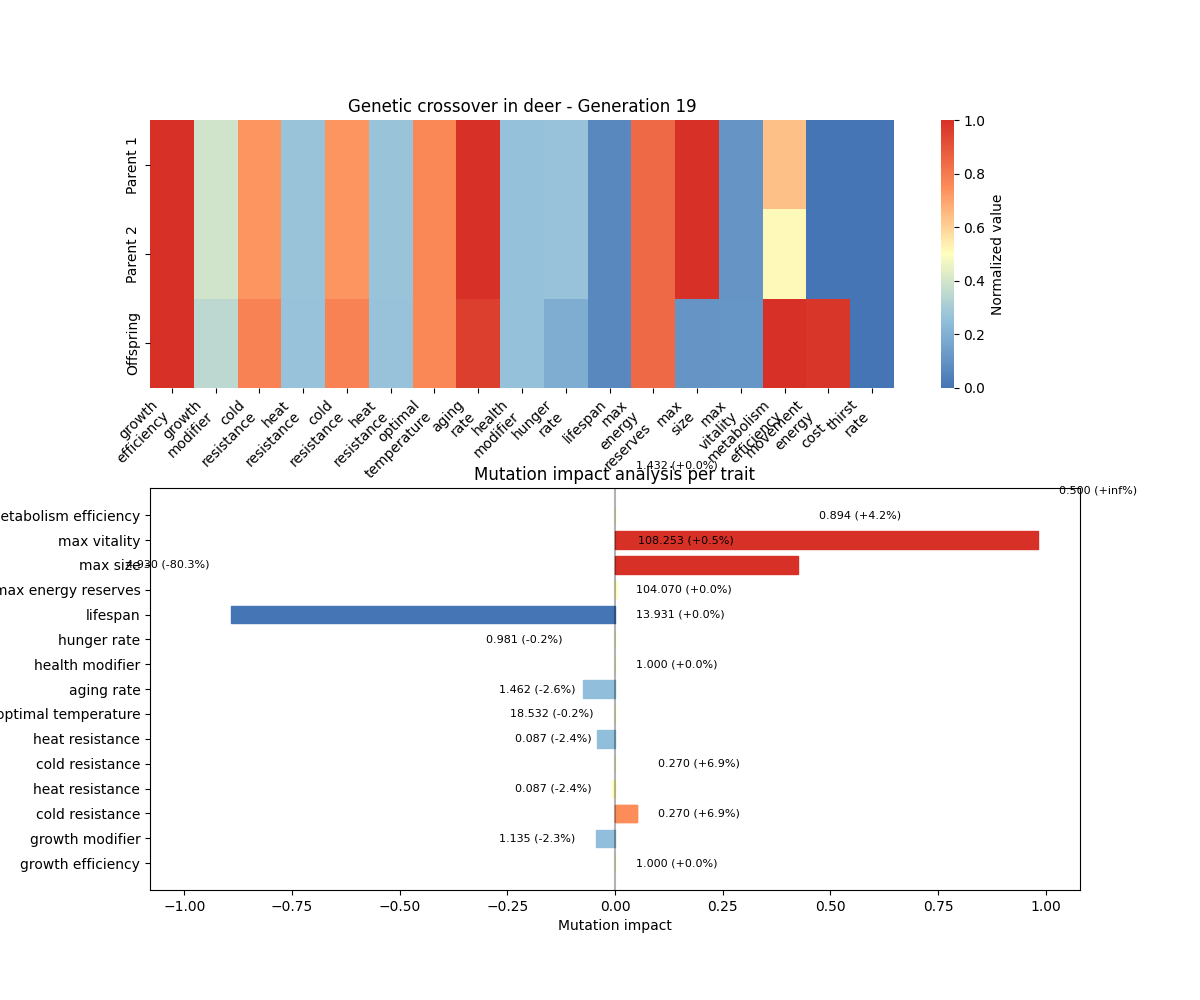 Genetic crossover in deer - Generation 19
Parent 1
Parent 2
Offspring
growth
efficiency
growth
modifier
cold
resistance
heat
resistance
cold
resistance
heat
resistance
optimal
temperature
aging
rate
health
modifier
hunger
rate
lifespan
max
energy
reserves
max
size
max
vitality
metabolism
efficiency
movement
energy
cost
thirst
rate
1.0
0.8
0.6
0.4
0.2
0.0
Normalized value
Mutation impact analysis per trait
1.432 (+0.0%)
0.500 (+inf%)
etabolism efficiency
0.894 (+4.2%)
max vitality
108.253 (+0.5%)
max size
4.930 (-80.3%)
max energy reserves
104.070 (+0.0%)
lifespan
13.931 (+0.0%)
hunger rate
0.981 (-0.2%)
health modifier
1.000 (+0.0%)
aging rate
1.462 (-2.6%)
optimal temperature
18.532 (-0.2%)
heat resistance
0.087 (-2.4%)
cold resistance
0.270 (+6.9%)
heat resistance
0.087 (-2.4%)
cold resistance
0.270 (+6.9%)
growth modifier
1.135 (-2.3%)
growth efficiency
1.000 (+0.0%)
−1.00
−0.75
−0.50
−0.25
0.00
0.25
0.50
0.75
1.00
Mutation impact